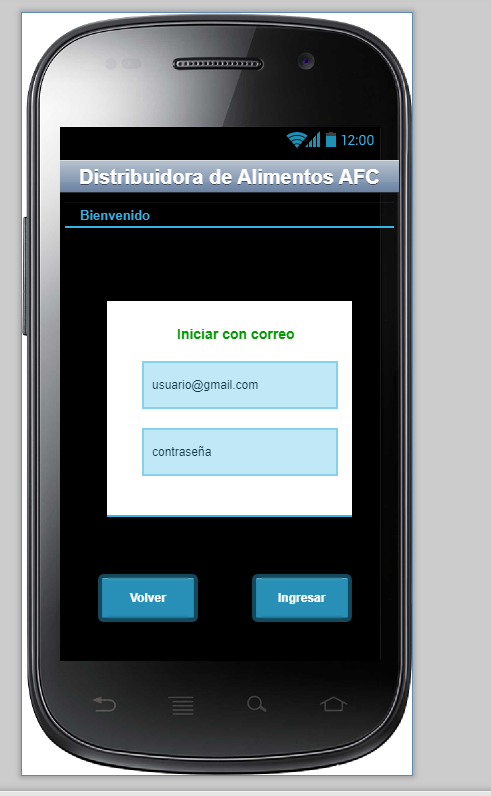 12:00
Distribuidora de Alimentos AFC
Bienvenido
Iniciar con correo
usuario@gmail.com
contraseña
Volver
Ingresar